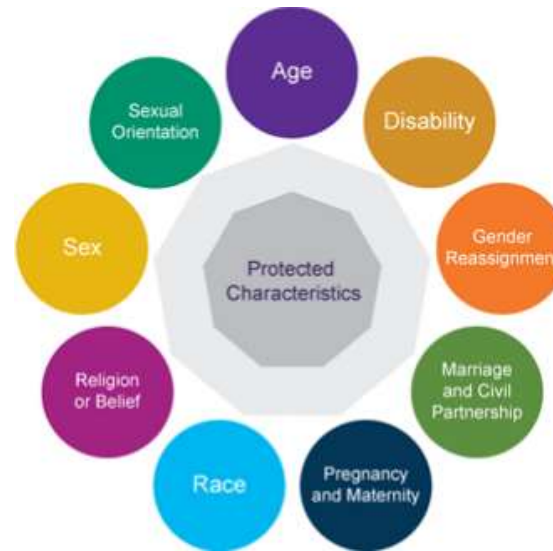 Age
Disability
Gender
Reassignment
Marriage
and Civil
Partnership
Pregnancy
and Maternity
Race
Religion
or Belief
Sex
Sexual
Orientation
Protected
Characteristics